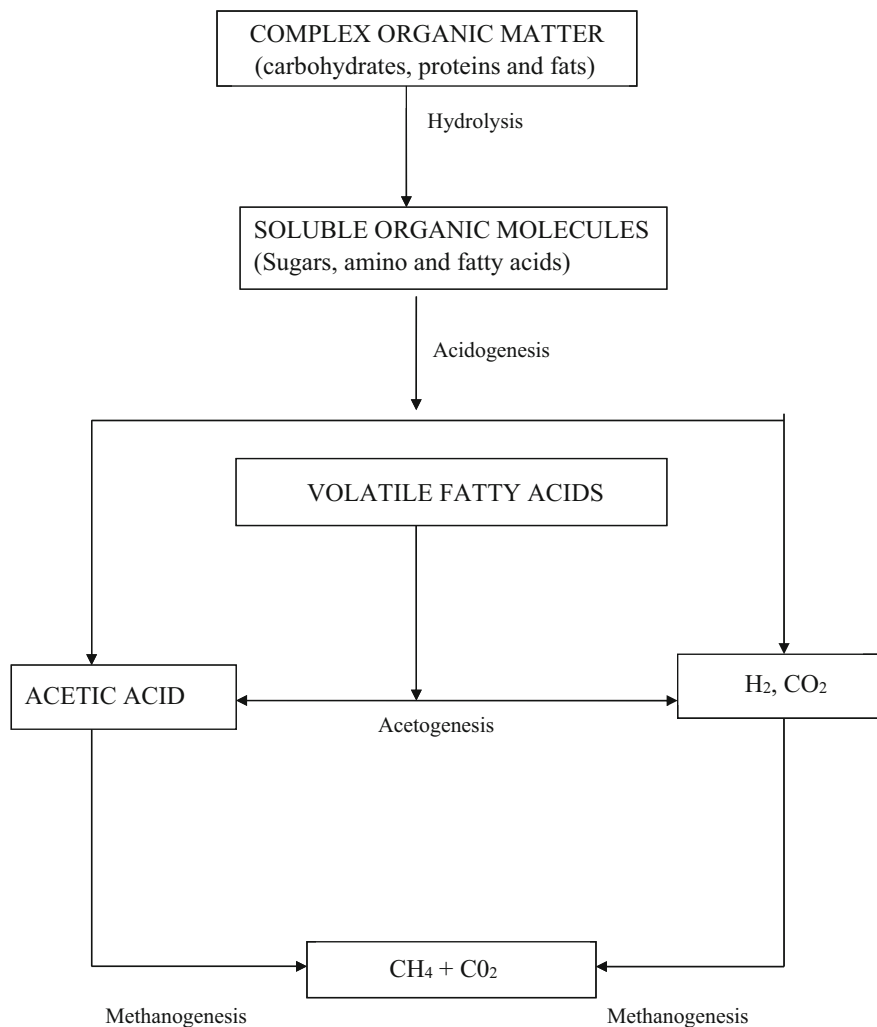 COMPLEX ORGANIC MATTER
(carbohydrates, proteins and fats)
Hydrolysis
SOLUBLE ORGANIC MOLECULES
(Sugars, amino and fatty acids)
Acidogenesis
VOLATILE FATTY ACIDS
ACETIC ACID
H₂, CO₂
Acetogenesis
CH₄ + C0₂
Methanogenesis
Methanogenesis